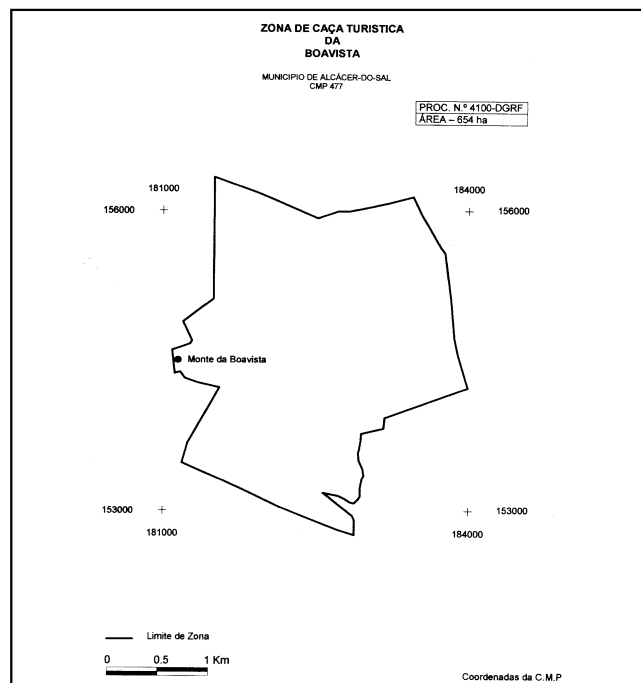 ZONA DE CAÇA TURISTICA
DA
BOAVISTA
MUNICIPIO DE ALCÁCER-DO-SAL
CMP 477
PROC. N.º 4100-DGRF
ÁREA – 654 ha
181000
184000
156000
156000
Monte da Boavista
153000
153000
181000
184000
Limite de Zona
0 0.5 1 Km
Coordenadas da C.M.P